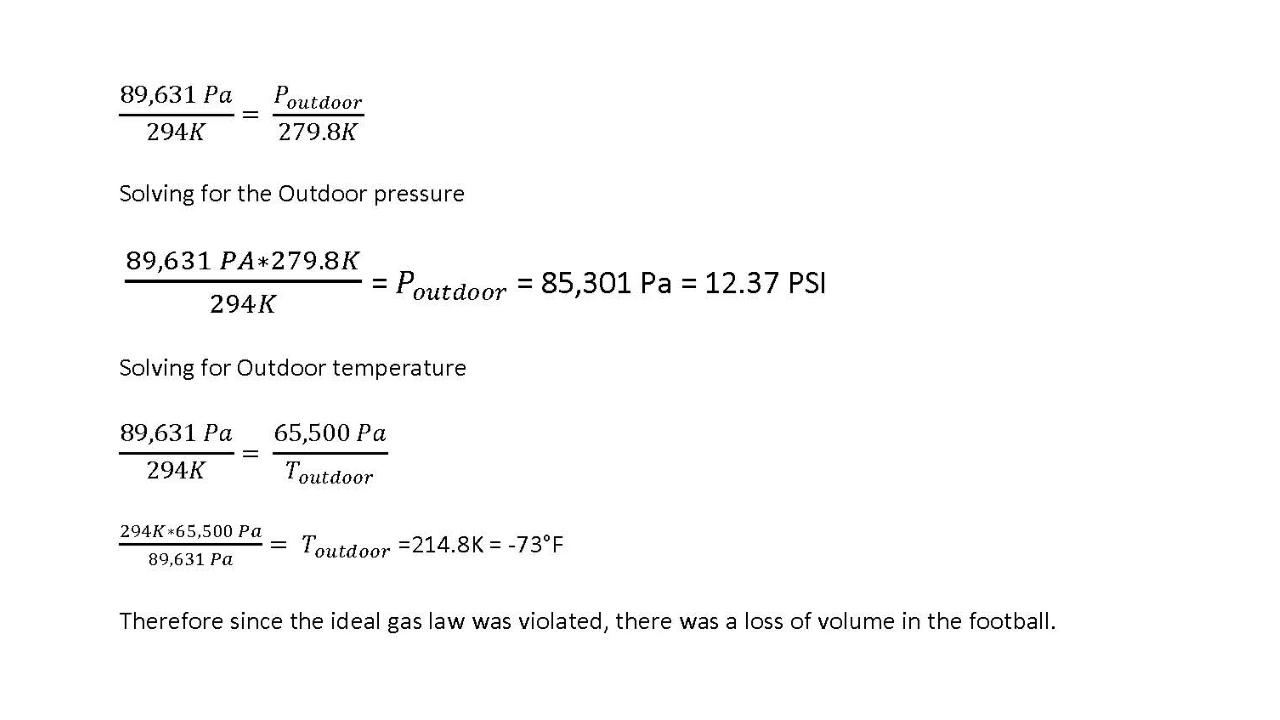 89,631 Pa / 294K = P_outdoor / 279.8K
Solving for the Outdoor pressure
89,631 PA*279.8K / 294K = P_outdoor = 85,301 Pa = 12.37 PSI
Solving for Outdoor temperature
89,631 Pa / 294K = 65,500 Pa / T_outdoor
294K*65,500 Pa / 89,631 Pa = T_outdoor =214.8K = -73°F
Therefore since the ideal gas law was violated, there was a loss of volume in the football.